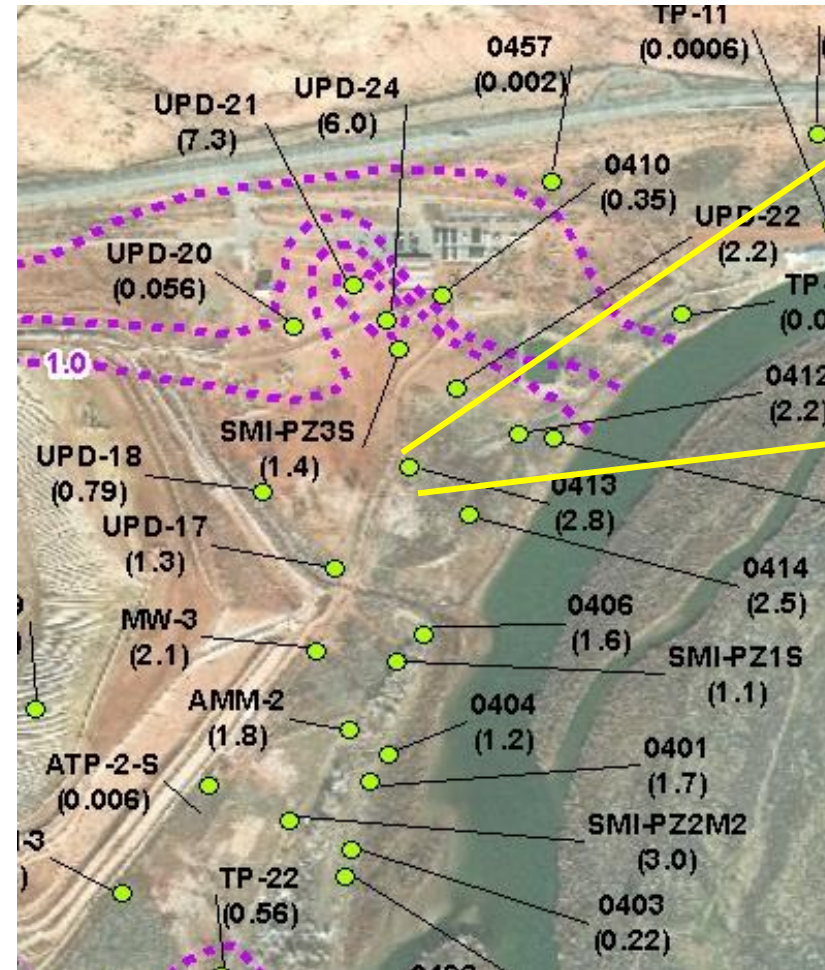 TP-11
(0.0006)
0457
(0.002)
UPD-24
(6.0)
UPD-21
(7.3)
0410
(0.35)
UPD-22
(2.2)
UPD-20
(0.056)
TP-
(0.0
1.0
0412
(2.2)
SMI-PZ3S
(1.4)
UPD-18
(0.79)
0413
(2.8)
UPD-17
(1.3)
0414
(2.5)
0406
(1.6)
MW-3
(2.1)
SMI-PZ1S
(1.1)
AMM-2
(1.8)
0404
(1.2)
0401
(1.7)
ATP-2-S
(0.006)
SMI-PZ2M2
(3.0)
-3
)
TP-22
(0.56)
0403
(0.22)